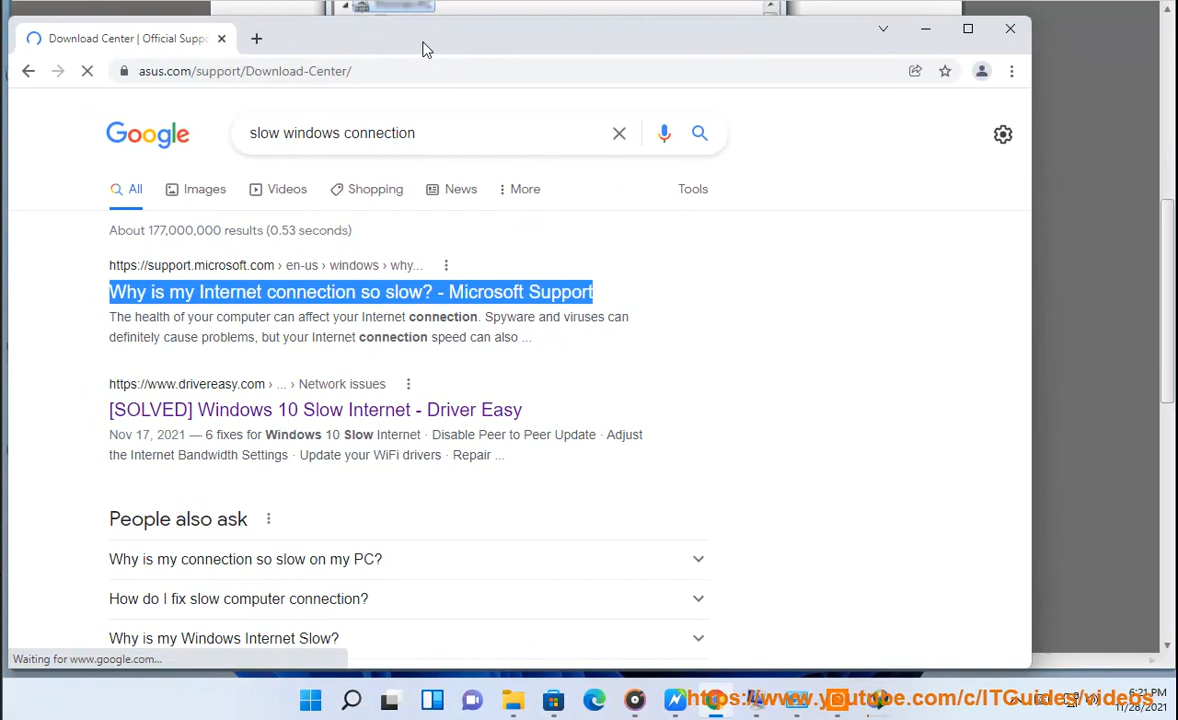 Download Center | Official Suppo
asus.com/support/Download-Center/
Google
slow windows connection
All
Images
Videos
Shopping
News
More
Tools
About 177,000,000 results (0.53 seconds)
https://support.microsoft.com › en-us › windows › why...
Why is my Internet connection so slow? - Microsoft Support
The health of your computer can affect your Internet connection. Spyware and viruses can
definitely cause problems, but your Internet connection speed can also ...
https://www.drivereasy.com › ... › Network issues
[SOLVED] Windows 10 Slow Internet - Driver Easy
Nov 17, 2021 — 6 fixes for Windows 10 Slow Internet · Disable Peer to Peer Update · Adjust
the Internet Bandwidth Settings · Update your WiFi drivers · Repair ...
People also ask
Why is my connection so slow on my PC?
How do I fix slow computer connection?
Why is my Windows Internet Slow?
Waiting for www.google.com...
https://www.youtube.com/c/ITGuides/videos
6:21 PM
11/28/2021